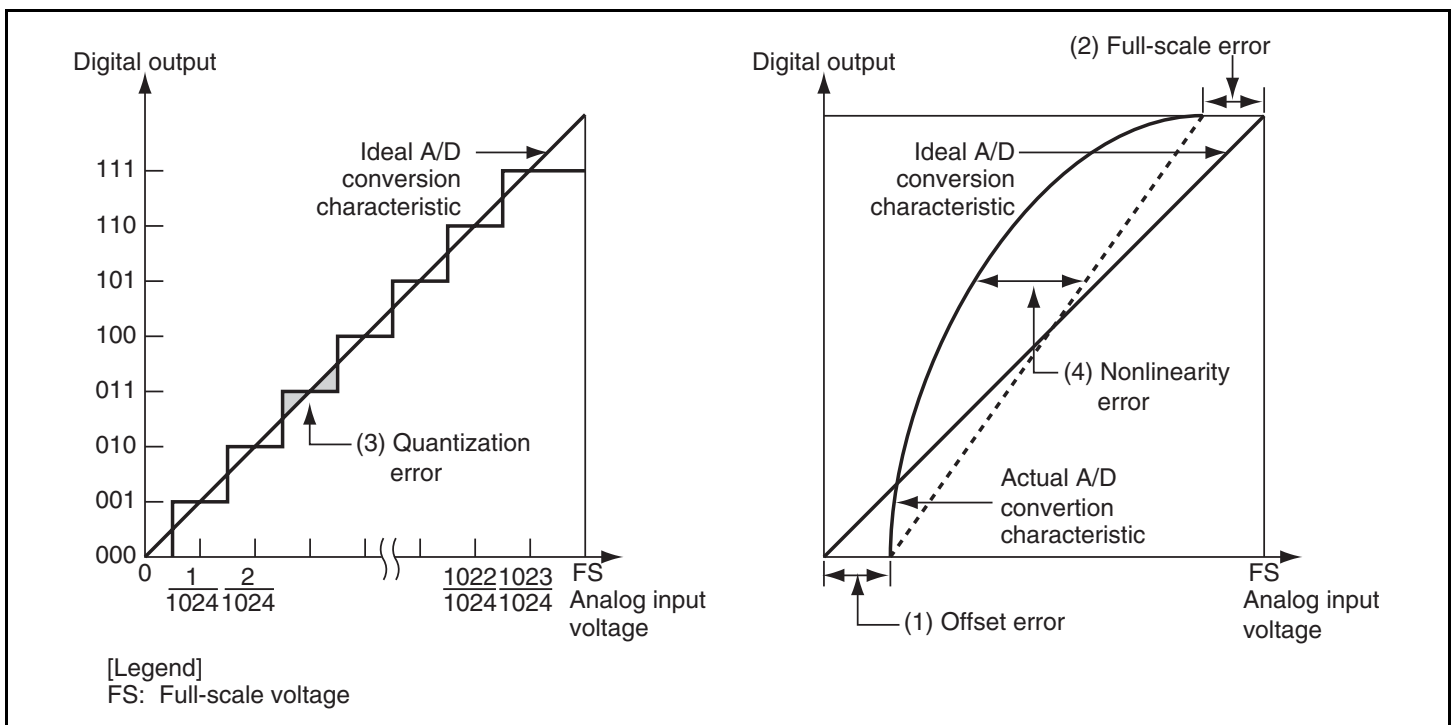 Digital output
111
110
101
100
011
010
001
000
Ideal A/D
conversion
characteristic
(3) Quantization
error
0
1
1024
2
1024
1022
1024
1023
1024
FS
Analog input
voltage
[Legend]
FS: Full-scale voltage
Digital output
(2) Full-scale error
Ideal A/D
conversion
characteristic
(4) Nonlinearity
error
Actual A/D
convertion
characteristic
FS
Analog input
voltage
(1) Offset error